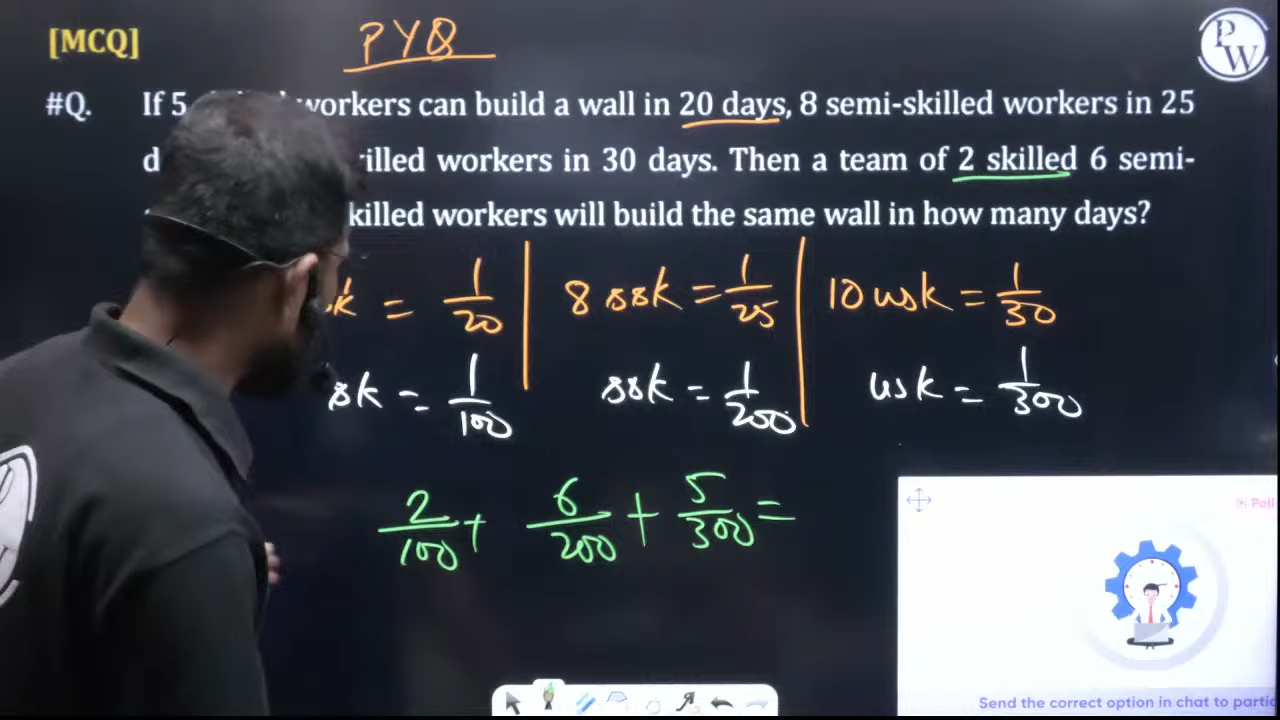 [MCQ]
PYQ
PW
#Q. If 5 workers can build a wall in 20 days, 8 semi-skilled workers in 25
workers in 30 days. Then a team of 2 skilled 6 semi-
killed workers will build the same wall in how many days?
= 1/20
8 ssk = 1/25
10 usk = 1/30
sk = 1/100
ssk = 1/200
usk = 1/300
2/100 + 6/200 + 5/300 =
Poll
Send the correct option in chat to partic